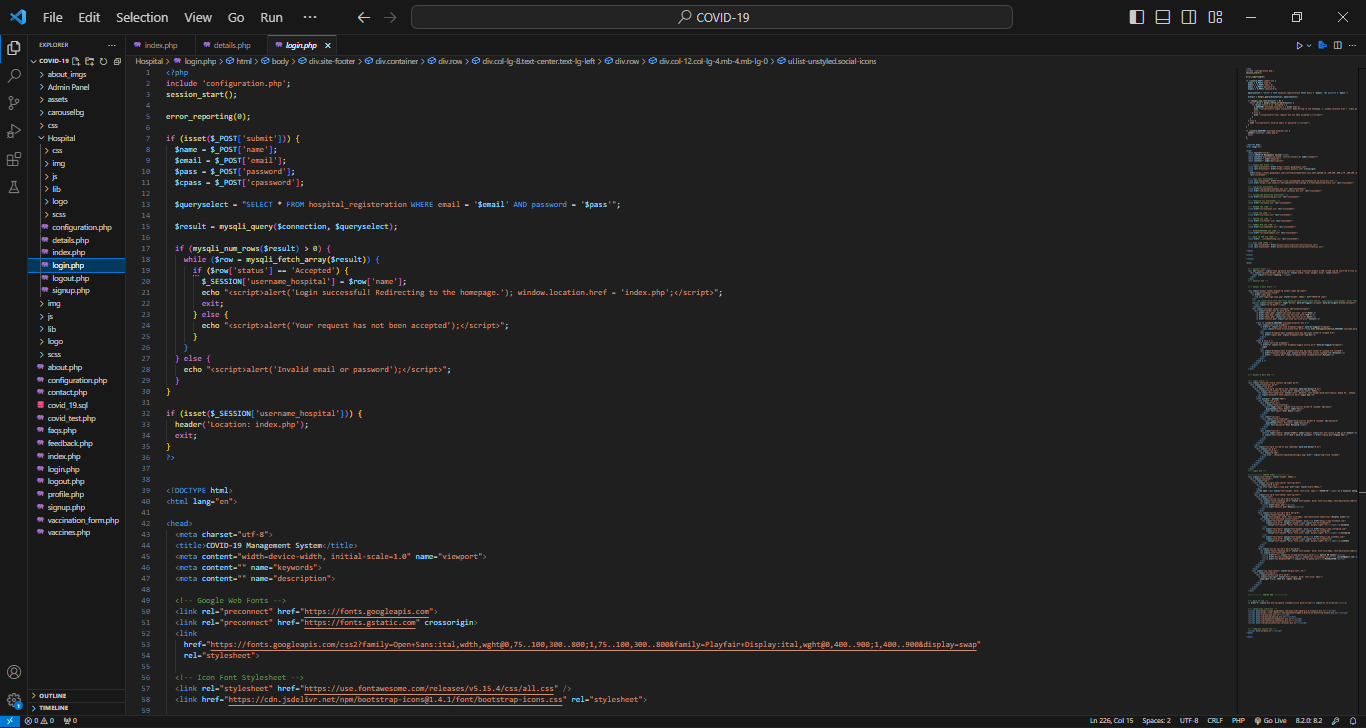 File Edit Selection View Go Run ··· COVID-19
EXPLORER ···
index.php details.php login.php
COVID-19
Hospital > login.php > html > body > div.site-footer > div.container > div.row > div.col-lg-8.text-center.text-lg-left > div.row > div.col-12.col-lg-4.mb-4.mb-lg-0 > ul.list-unstyled.social-icons
about_imgs
Admin Panel
assets
carouselbg
css
Hospital
css
img
js
lib
logo
scss
configuration.php
details.php
index.php
login.php
logout.php
signup.php
img
js
lib
logo
scss
about.php
configuration.php
contact.php
covid_19.sql
covid_test.php
faqs.php
feedback.php
index.php
login.php
logout.php
profile.php
signup.php
vaccination_form.php
vaccines.php
OUTLINE
TIMELINE
1 <?php
2 include 'configuration.php';
3 session_start();
4
5 error_reporting(0);
6
7 if (isset($_POST['submit'])) {
8 $name = $_POST['name'];
9 $email = $_POST['email'];
10 $pass = $_POST['password'];
11 $cpass = $_POST['cpassword'];
12
13 $queryselect = "SELECT * FROM hospital_registeration WHERE email = '$email' AND password = '$pass'";
14
15 $result = mysqli_query($connection, $queryselect);
16
17 if (mysqli_num_rows($result) > 0) {
18 while ($row = mysqli_fetch_array($result)) {
19 if ($row['status'] == 'Accepted') {
20 $_SESSION['username_hospital'] = $row['name'];
21 echo "<script>alert('Login successful! Redirecting to the homepage.'); window.location.href = 'index.php';</script>";
22 exit;
23 } else {
24 echo "<script>alert('Your request has not been accepted');</script>";
25 }
26 }
27 } else {
28 echo "<script>alert('Invalid email or password');</script>";
29 }
30 }
31
32 if (isset($_SESSION['username_hospital'])) {
33 header('Location: index.php');
34 exit;
35 }
36 ?>
37
38
39 <!DOCTYPE html>
40 <html lang="en">
41
42 <head>
43 <meta charset="utf-8">
44 <title>COVID-19 Management System</title>
45 <meta content="width=device-width, initial-scale=1.0" name="viewport">
46 <meta content="" name="keywords">
47 <meta content="" name="description">
48
49 <!-- Google Web Fonts -->
50 <link rel="preconnect" href="https://fonts.googleapis.com">
51 <link rel="preconnect" href="https://fonts.gstatic.com" crossorigin>
52 <link
53 href="https://fonts.googleapis.com/css2?family=Open+Sans:ital,wdth,wght@0,75..100,300..800;1,75..100,300..800&family=Playfair+Display:ital,wght@0,400..900;1,400..900&display=swap"
54 rel="stylesheet">
55
56 <!-- Icon Font Stylesheet -->
57 <link rel="stylesheet" href="https://use.fontawesome.com/releases/v5.15.4/css/all.css" />
58 <link href="https://cdn.jsdelivr.net/npm/bootstrap-icons@1.4.1/font/bootstrap-icons.css" rel="stylesheet">
59
0 0 0 Ln 226, Col 15 Spaces: 2 UTF-8 CRLF PHP Go Live 8.2.0: 8.2